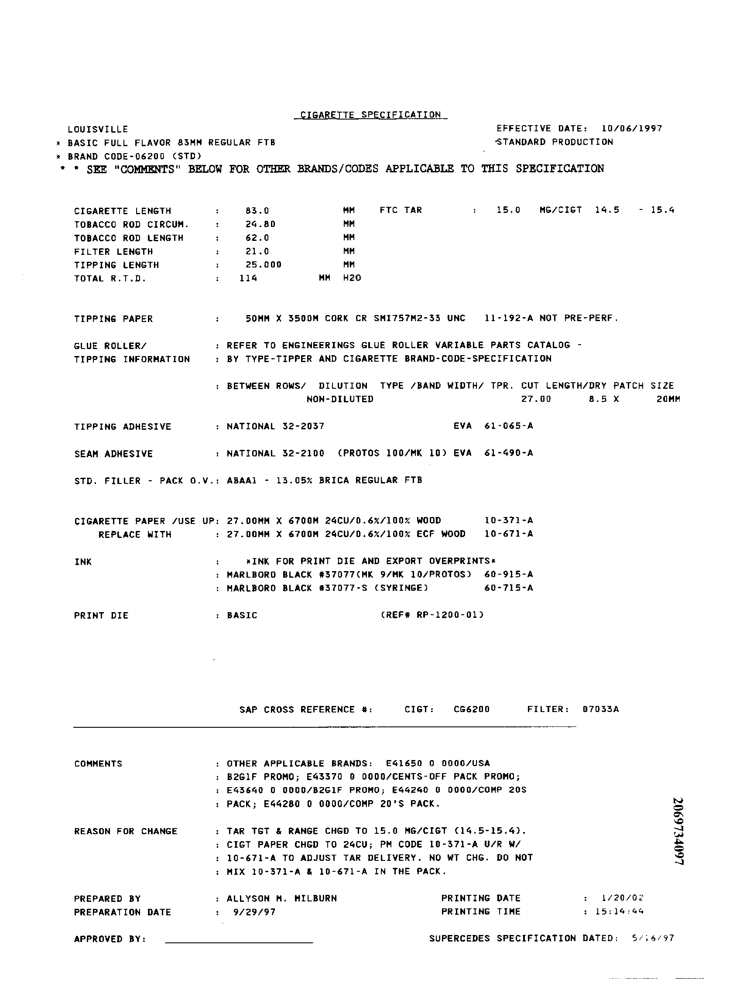 CIGARETTE SPECIFICATION
LOUISVILLE EFFECTIVE DATE: 10/06/1997
* BASIC FULL FLAVOR 83MM REGULAR FTB STANDARD PRODUCTION
* BRAND CODE-06200 (STD)
* * SEE "COMMENTS" BELOW FOR OTHER BRANDS/CODES APPLICABLE TO THIS SPECIFICATION
CIGARETTE LENGTH : 83.0 MM FTC TAR : 15.0 MG/CIGT 14.5 - 15.4
TOBACCO ROD CIRCUM. : 24.80 MM
TOBACCO ROD LENGTH : 62.0 MM
FILTER LENGTH : 21.0 MM
TIPPING LENGTH : 25.000 MM
TOTAL R.T.D. : 114 MM H2O
TIPPING PAPER : 50MM X 3500M CORK CR SMI757M2-33 UNC 11-192-A NOT PRE-PERF.
GLUE ROLLER/ : REFER TO ENGINEERINGS GLUE ROLLER VARIABLE PARTS CATALOG -
TIPPING INFORMATION : BY TYPE-TIPPER AND CIGARETTE BRAND-CODE-SPECIFICATION
: BETWEEN ROWS/ DILUTION TYPE /BAND WIDTH/ TPR. CUT LENGTH/DRY PATCH SIZE
NON-DILUTED 27.00 8.5 X 20MM
TIPPING ADHESIVE : NATIONAL 32-2037 EVA 61-065-A
SEAM ADHESIVE : NATIONAL 32-2100 (PROTOS 100/MK 10) EVA 61-490-A
STD. FILLER - PACK O.V.: ABAA1 - 13.05% BRICA REGULAR FTB
CIGARETTE PAPER /USE UP: 27.00MM X 6700M 24CU/0.6%/100% WOOD 10-371-A
REPLACE WITH : 27.00MM X 6700M 24CU/0.6%/100% ECF WOOD 10-671-A
INK : *INK FOR PRINT DIE AND EXPORT OVERPRINTS*
: MARLBORO BLACK #37077(MK 9/MK 10/PROTOS) 60-915-A
: MARLBORO BLACK #37077-S (SYRINGE) 60-715-A
PRINT DIE : BASIC (REF# RP-1200-01)
SAP CROSS REFERENCE #: CIGT: CG6200 FILTER: 07033A
COMMENTS : OTHER APPLICABLE BRANDS: E41650 0 0000/USA
: B2G1F PROMO; E43370 0 0000/CENTS-OFF PACK PROMO;
: E43640 0 0000/B2G1F PROMO; E44240 0 0000/COMP 20S
: PACK; E44280 0 0000/COMP 20'S PACK.
REASON FOR CHANGE : TAR TGT & RANGE CHGD TO 15.0 MG/CIGT (14.5-15.4).
: CIGT PAPER CHGD TO 24CU; PM CODE 10-371-A U/R W/
: 10-671-A TO ADJUST TAR DELIVERY. NO WT CHG. DO NOT
: MIX 10-371-A & 10-671-A IN THE PACK.
2069734097
PREPARED BY : ALLYSON M. MILBURN PRINTING DATE : 1/20/02
PREPARATION DATE : 9/29/97 PRINTING TIME : 15:14:44
APPROVED BY: SUPERCEDES SPECIFICATION DATED: 5/16/97